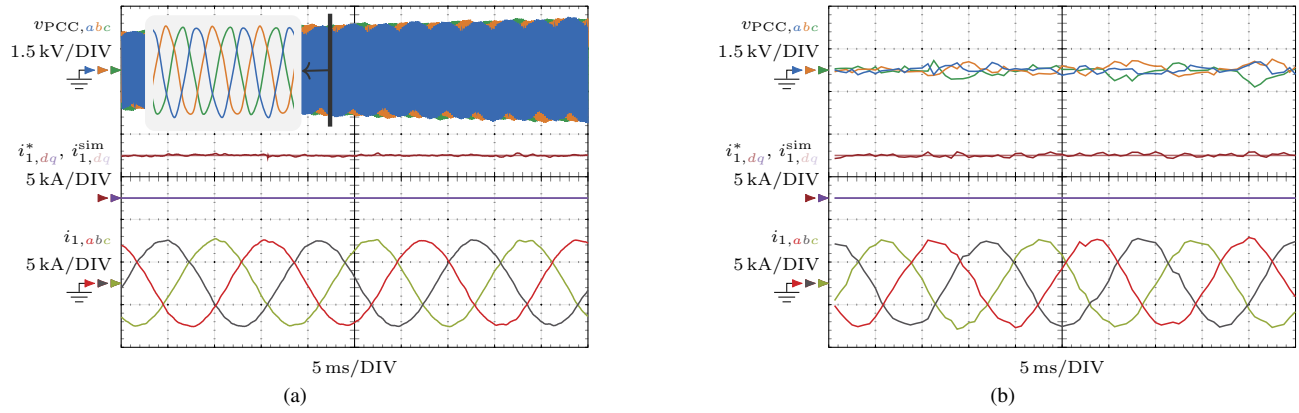 v_PCC,abc
1.5 kV/DIV
i*_1,dq, i^sim_1,dq
5 kA/DIV
i_1,abc
5 kA/DIV
5 ms/DIV
(a)
v_PCC,abc
1.5 kV/DIV
i*_1,dq, i^sim_1,dq
5 kA/DIV
i_1,abc
5 kA/DIV
5 ms/DIV
(b)